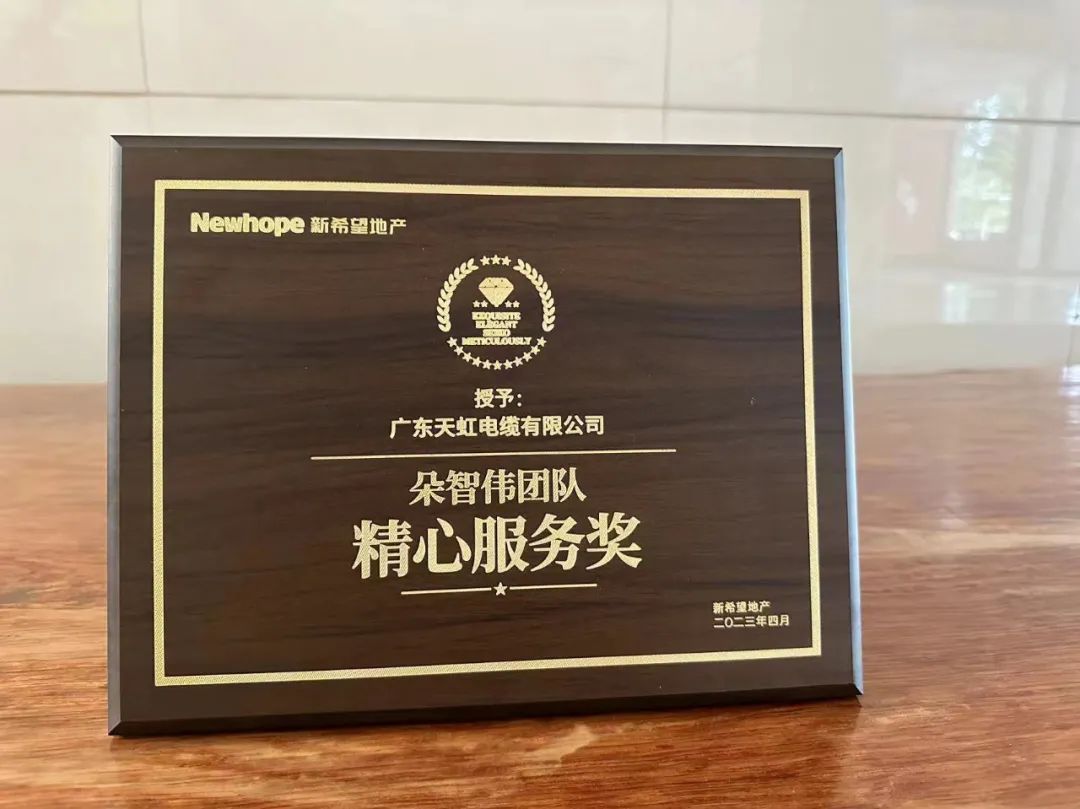 Newhope 新希望地产
EXQUISITE
ELEGANT
METICULOUSLY
授予：
广东天虹电缆有限公司
朵智伟团队
精心服务奖
新希望地产
二〇二三年四月